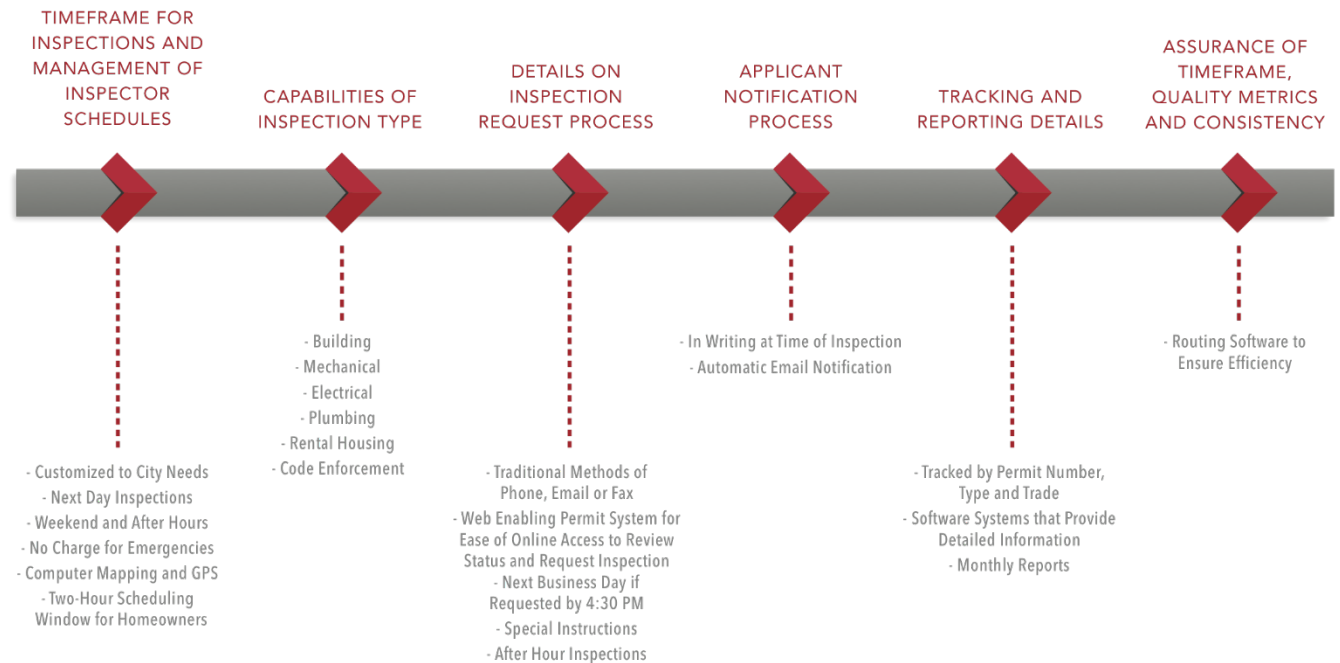 TIMEFRAME FOR
INSPECTIONS AND
MANAGEMENT OF
INSPECTOR
SCHEDULES
CAPABILITIES OF
INSPECTION TYPE
DETAILS ON
INSPECTION
REQUEST PROCESS
APPLICANT
NOTIFICATION
PROCESS
TRACKING AND
REPORTING DETAILS
ASSURANCE OF
TIMEFRAME,
QUALITY METRICS
AND CONSISTENCY
- Customized to City Needs
- Next Day Inspections
- Weekend and After Hours
- No Charge for Emergencies
- Computer Mapping and GPS
- Two-Hour Scheduling
Window for Homeowners
- Building
- Mechanical
- Electrical
- Plumbing
- Rental Housing
- Code Enforcement
- Traditional Methods of
Phone, Email or Fax
- Web Enabling Permit System for
Ease of Online Access to Review
Status and Request Inspection
- Next Business Day if
Requested by 4:30 PM
- Special Instructions
- After Hour Inspections
- In Writing at Time of Inspection
- Automatic Email Notification
- Tracked by Permit Number,
Type and Trade
- Software Systems that Provide
Detailed Information
- Monthly Reports
- Routing Software to
Ensure Efficiency